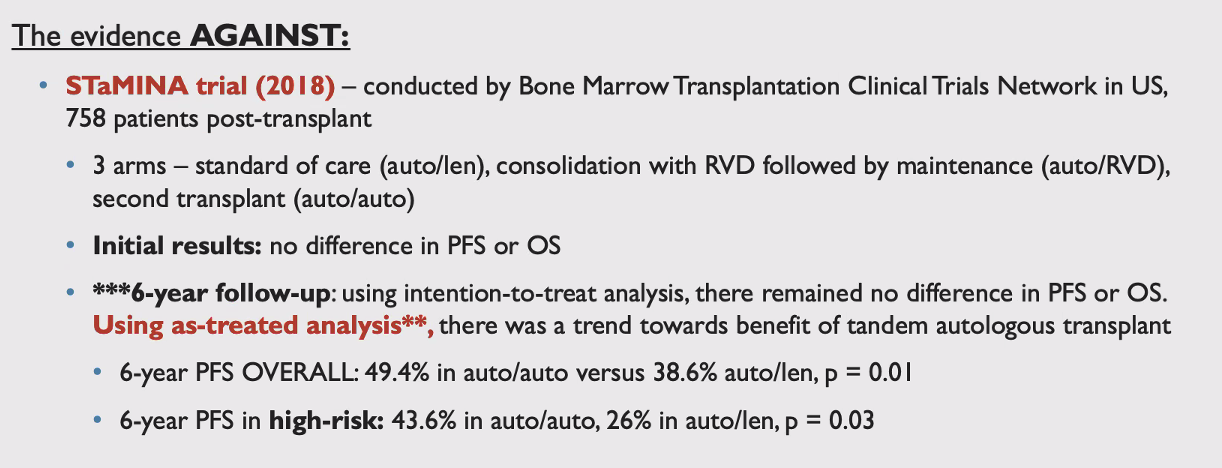 The evidence AGAINST:
• STaMINA trial (2018) – conducted by Bone Marrow Transplantation Clinical Trials Network in US,
758 patients post-transplant
• 3 arms – standard of care (auto/len), consolidation with RVD followed by maintenance (auto/RVD),
second transplant (auto/auto)
• Initial results: no difference in PFS or OS
• ***6-year follow-up: using intention-to-treat analysis, there remained no difference in PFS or OS.
Using as-treated analysis**, there was a trend towards benefit of tandem autologous transplant
• 6-year PFS OVERALL: 49.4% in auto/auto versus 38.6% auto/len, p = 0.01
• 6-year PFS in high-risk: 43.6% in auto/auto, 26% in auto/len, p = 0.03